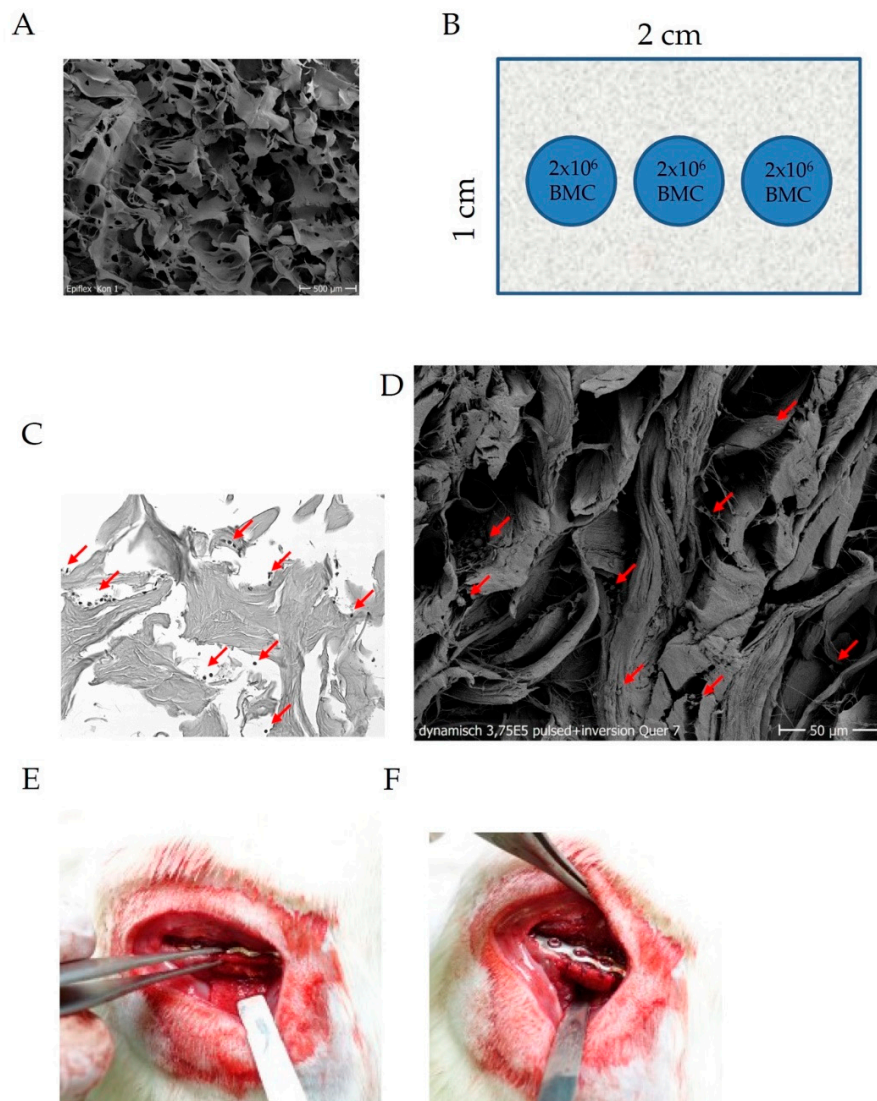 A
B
2 cm
1 cm
2x10⁶
BMC
2x10⁶
BMC
2x10⁶
BMC
Epiflex Kon 1
500 µm
C
D
dynamisch 3,75E5 pulsed+inversion Quer 7
50 µm
E
F